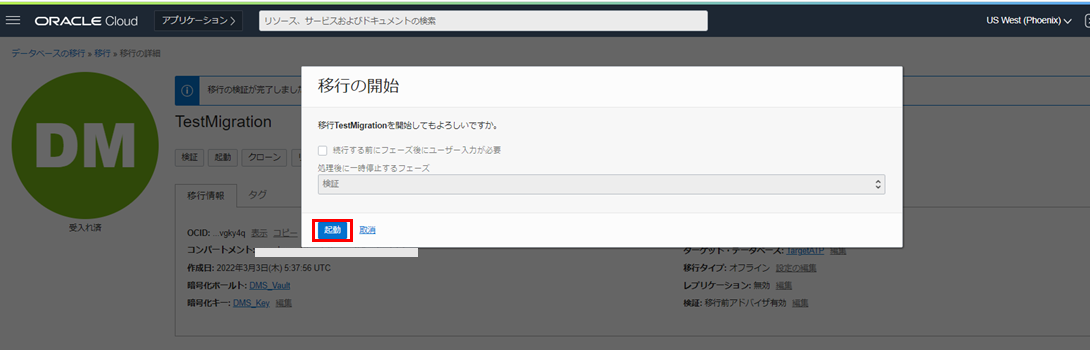 ORACLE Cloud
アプリケーション
リソース、サービスおよびドキュメントの検索
US West (Phoenix)
データベースの移行 » 移行 » 移行の詳細
DM
受入れ済
移行の検証が完了しました
TestMigration
検証 起動 クローン
移行情報 タグ
OCID: ...vgky4q 表示 コピー
コンパートメント:
作成日: 2022年3月3日(木) 5:37:56 UTC
暗号化ボールト: DMS_Vault
暗号化キー: DMS_Key 編集
ターゲット・データベース: TargetATP 編集
移行タイプ: オフライン 設定の編集
レプリケーション: 無効 編集
検証: 移行前アドバイザ有効 編集
移行の開始
移行TestMigrationを開始してもよろしいですか。
続行する前にフェーズ後にユーザー入力が必要
処理後に一時停止するフェーズ
検証
起動 取消